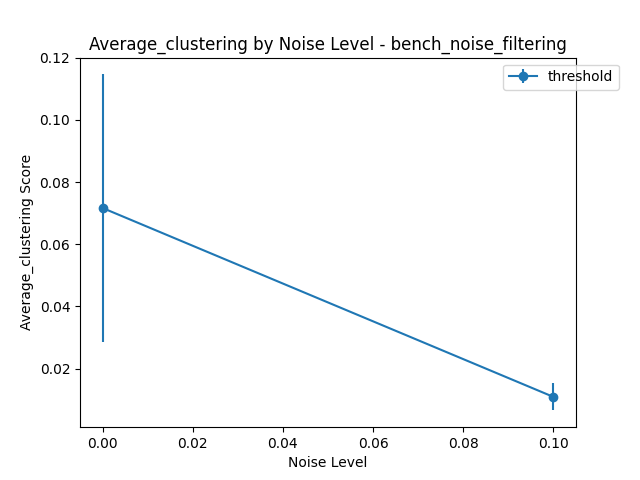 Average_clustering by Noise Level - bench_noise_filtering
threshold
Average_clustering Score
0.12
0.10
0.08
0.06
0.04
0.02
0.00 0.02 0.04 0.06 0.08 0.10
Noise Level